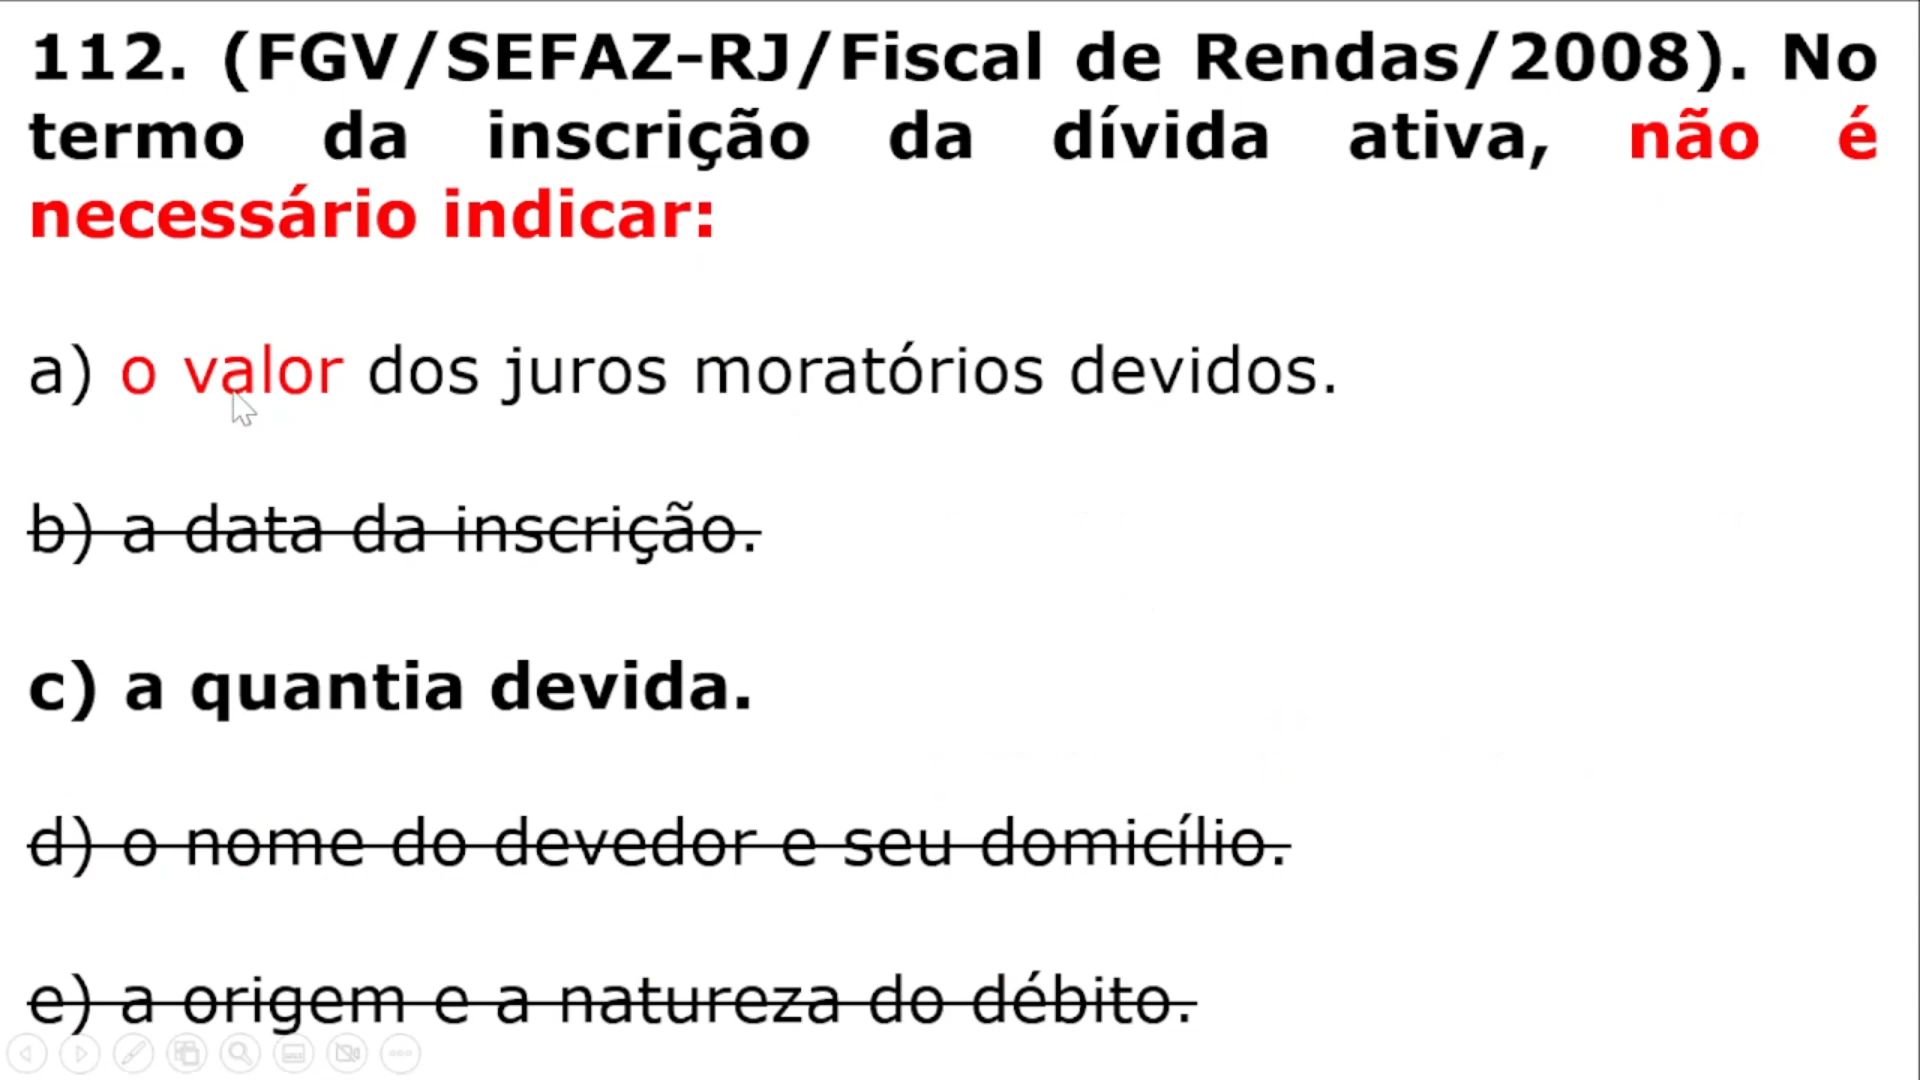 112. (FGV/SEFAZ-RJ/Fiscal de Rendas/2008). No
termo da inscrição da dívida ativa, não é
necessário indicar:
a) o valor dos juros moratórios devidos.
b) a data da inscrição.
c) a quantia devida.
d) o nome do devedor e seu domicílio.
e) a origem e a natureza do débito.